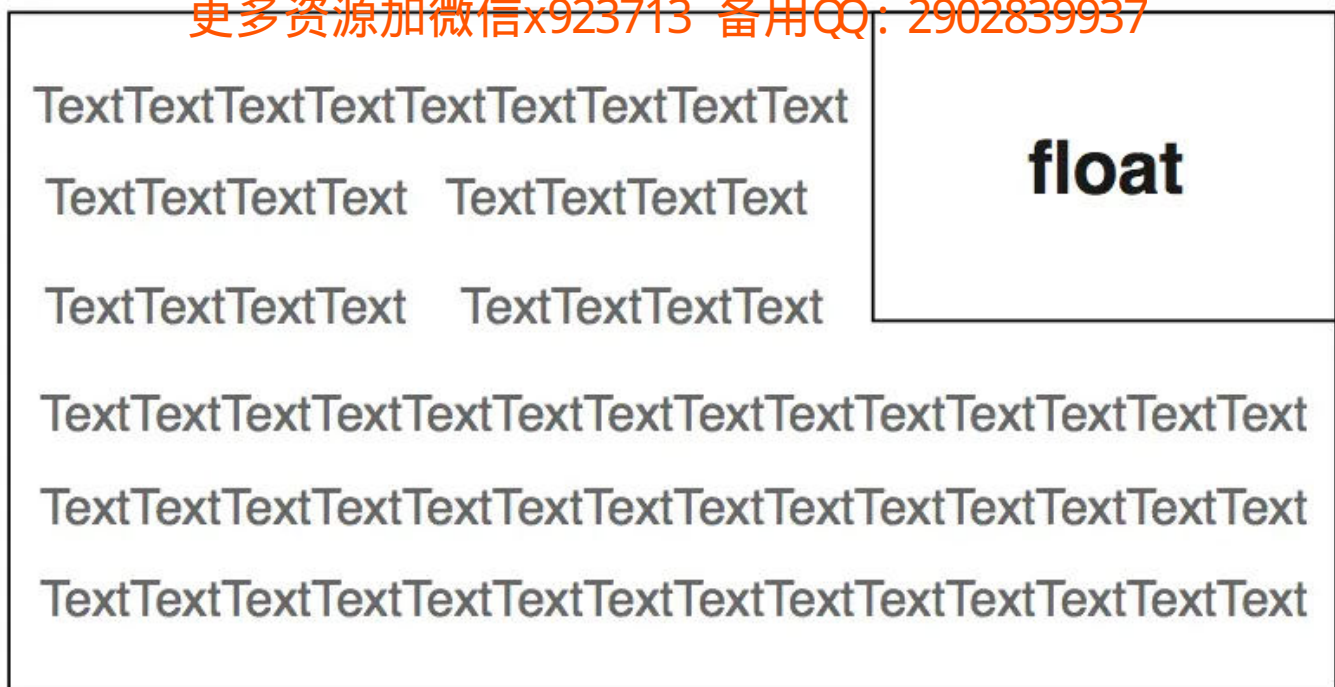 更多资源加微信x923713 备用QQ：2902839937
TextTextTextTextTextTextTextTextText
float
TextTextTextText TextTextTextText
TextTextTextText TextTextTextText
TextTextTextTextTextTextTextTextTextTextTextTextTextText
TextTextTextTextTextTextTextTextTextTextTextTextTextText
TextTextTextTextTextTextTextTextTextTextTextTextTextText